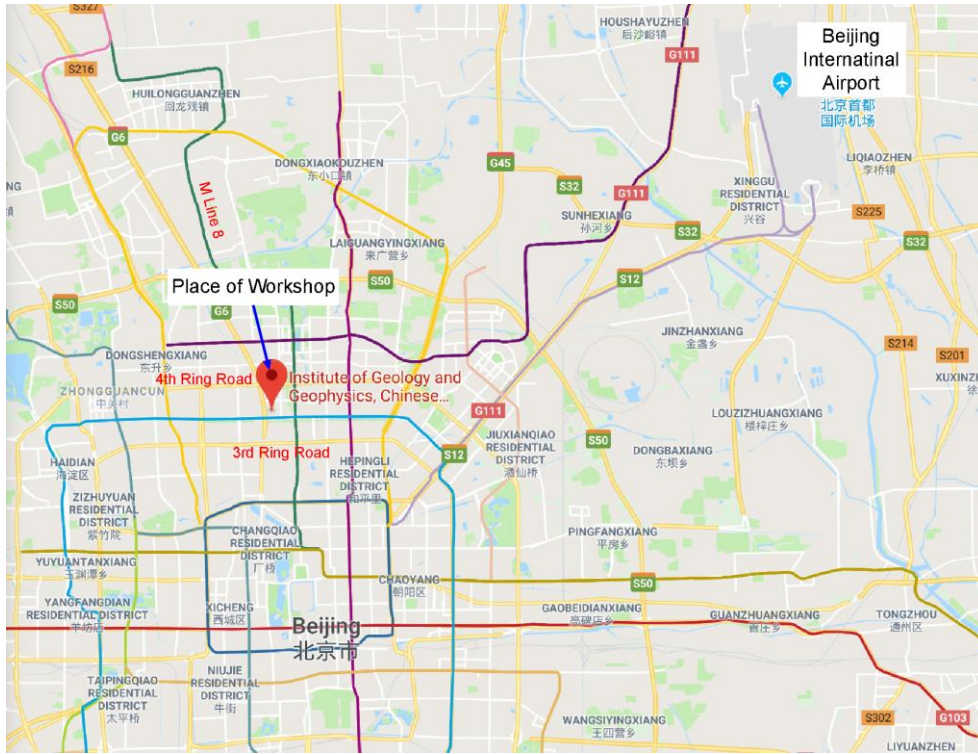 S327
HOUSHAYUZHEN
后沙峪镇
Beijing
Internatinal
Airport
G111
S216
北京首都
国际机场
HUILONGGUANZHEN
回龙观镇
G6
DONGXIAOKOUZHEN
东小口镇
G45
S32
G111
LIQIAOZHEN
李桥镇
XINGGU
RESIDENTIAL
DISTRICT
兴谷
M Line 8
SUNHEXIANG
孙河乡
S225
S32
S32
LAIGUANGYINGXIANG
来广营乡
S50
S12
Place of Workshop
S50
G6
JINZHANXIANG
金盏乡
S214
DONGSHENGXIANG
东升乡
S201
4th Ring Road
Institute of Geology and
Geophysics, Chinese...
XUXINZH
徐
ZHONGGUANCUN
中关村
G111
LOUZIZHUANGXIANG
楼梓庄乡
3rd Ring Road
S12
JIUXIANQIAO
RESIDENTIAL
DISTRICT
酒仙桥
S50
DONGBAXIANG
东坝乡
HAIDIAN
海淀区
HEPINGLI
RESIDENTIAL
DISTRICT
和平里
ZIZHUYUAN
RESIDENTIAL
DISTRICT
紫竹院
CHANGQIAO
RESIDENTIAL
DISTRICT
厂桥
PINGFANGXIANG
平房乡
YUYUANTANXIANG
玉渊潭乡
CHAOYANG
朝阳区
S50
YANGFANGDIAN
RESIDENTIAL DISTRICT
羊坊店
XICHENG
西城区
GAOBEIDIANXIANG
高碑店乡
GUANZHUANGXIANG
管庄乡
TONGZHOU
通州区
Beijing
北京市
NIUJIE
RESIDENTIAL
DISTRICT
牛街
TAIPINGQIAO
RESIDENTIAL
DISTRICT
太平桥
WANGSIYINGXIANG
王四营乡
S302
G103
LIYUANZHEN